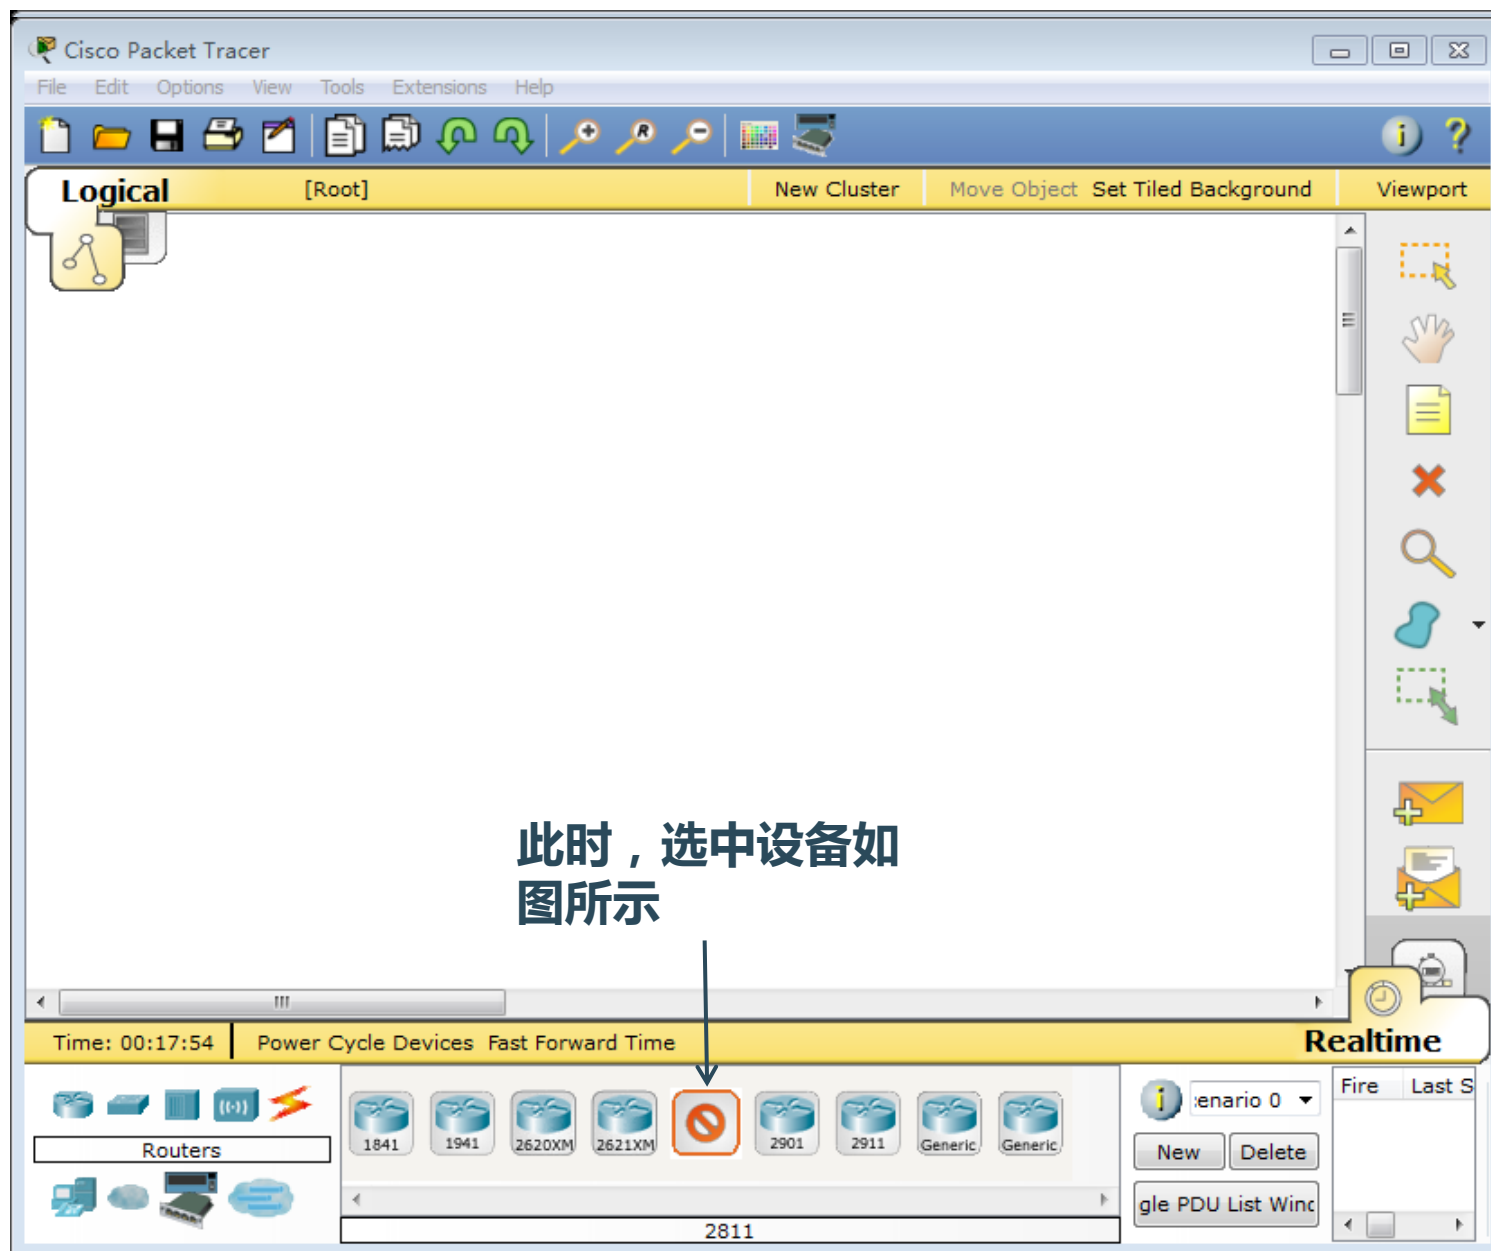 Cisco Packet Tracer
File Edit Options View Tools Extensions Help
Logical [Root] New Cluster Move Object Set Tiled Background Viewport
此时，选中设备如
图所示
Time: 00:17:54 Power Cycle Devices Fast Forward Time Realtime
Routers
1841 1941 2620XM 2621XM 2901 2911 Generic Generic
2811
enario 0
New Delete
gle PDU List Winc
Fire Last S